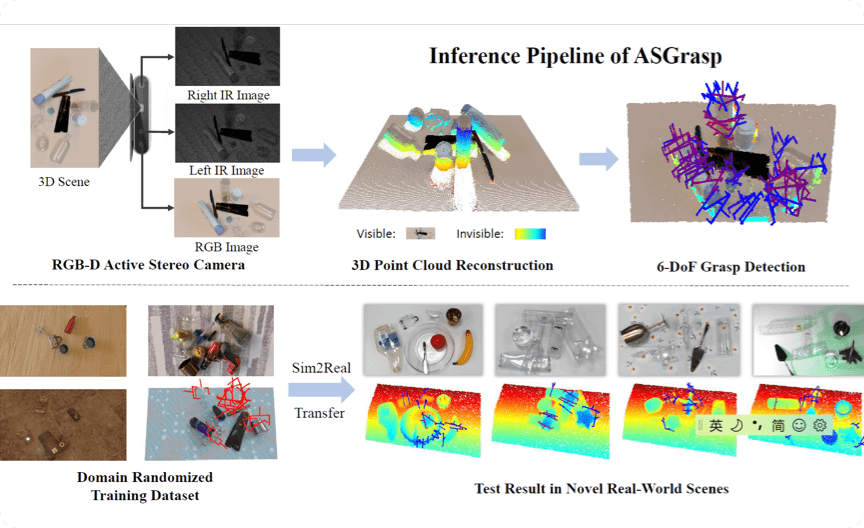 Inference Pipeline of ASGrasp
Right IR Image
Left IR Image
3D Scene
RGB Image
RGB-D Active Stereo Camera
Visible:
Invisible:
3D Point Cloud Reconstruction
6-DoF Grasp Detection
Sim2Real
Transfer
英 简
Domain Randomized
Training Dataset
Test Result in Novel Real-World Scenes